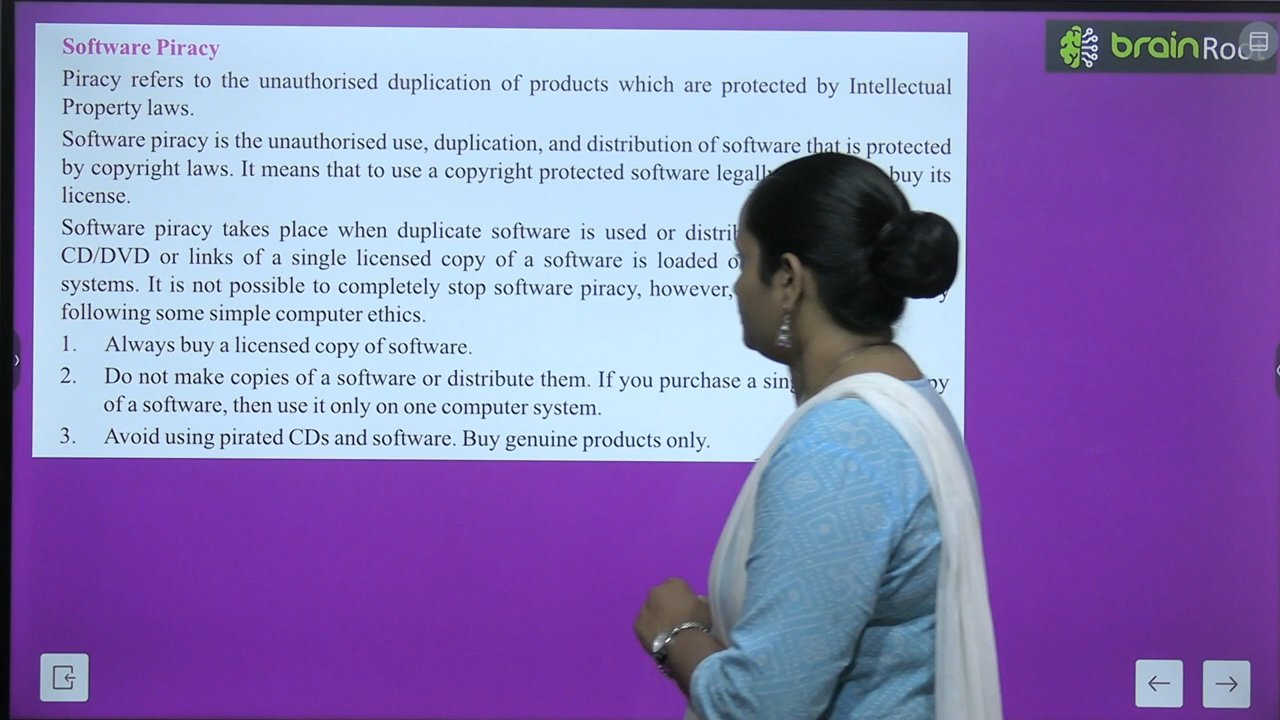 Software Piracy
brainRoot
Piracy refers to the unauthorised duplication of products which are protected by Intellectual
Property laws.
Software piracy is the unauthorised use, duplication, and distribution of software that is protected
by copyright laws. It means that to use a copyright protected software legally buy its
license.
Software piracy takes place when duplicate software is used or
CD/DVD or links of a single licensed copy of a software is loaded
systems. It is not possible to completely stop software piracy, however,
following some simple computer ethics.
1. Always buy a licensed copy of software.
2. Do not make copies of a software or distribute them. If you purchase a
of a software, then use it only on one computer system.
3. Avoid using pirated CDs and software. Buy genuine products only.